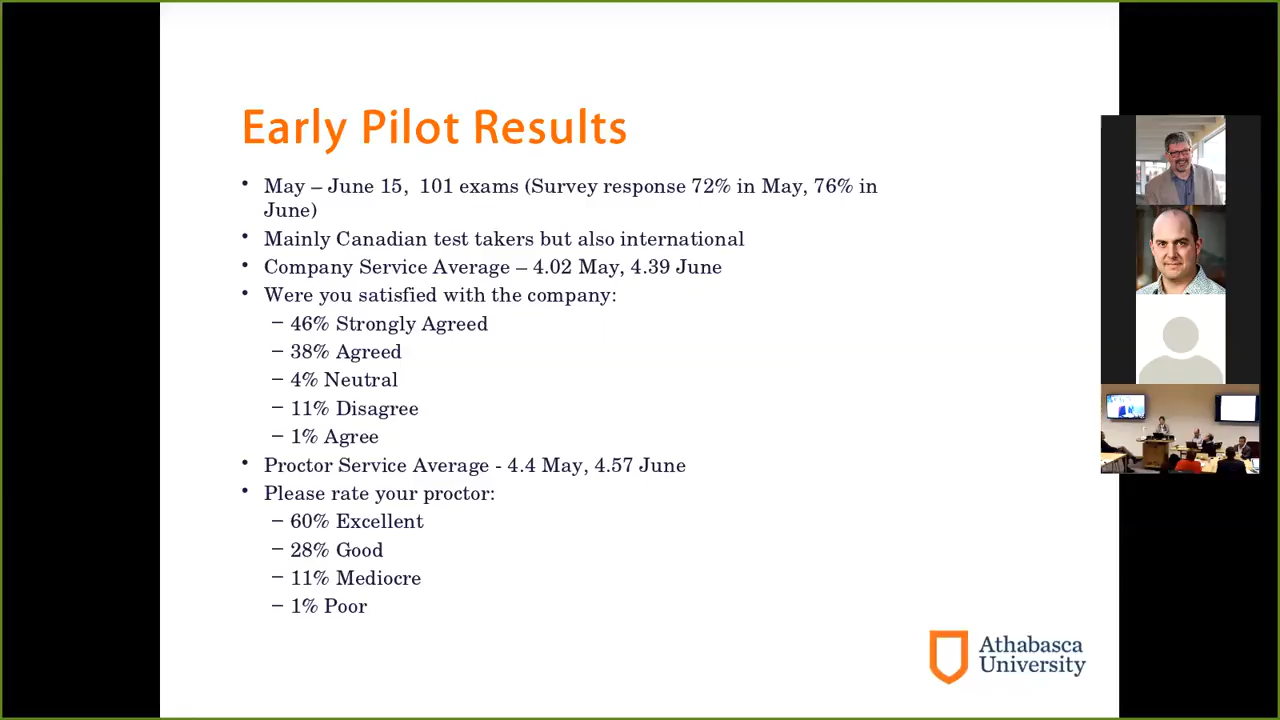 Early Pilot Results
• May – June 15,  101 exams (Survey response 72% in May, 76% in
June)
• Mainly Canadian test takers but also international
• Company Service Average – 4.02 May, 4.39 June
• Were you satisfied with the company:
– 46% Strongly Agreed
– 38% Agreed
– 4% Neutral
– 11% Disagree
– 1% Agree
• Proctor Service Average - 4.4 May, 4.57 June
• Please rate your proctor:
– 60% Excellent
– 28% Good
– 11% Mediocre
– 1% Poor
Athabasca
University